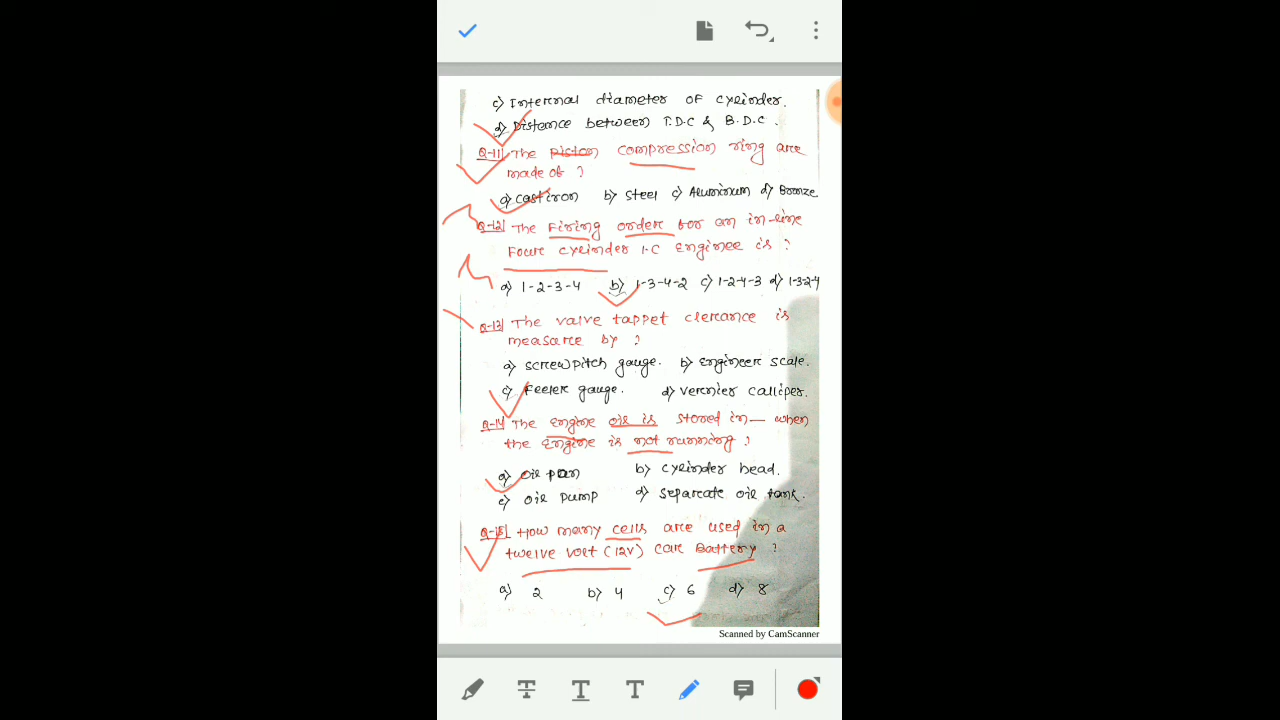 c) Internal diameter of cylinder.
d) Distance between T.D.C & B.D.C.
Q-11 The piston compression ring are
made of ?
a) cast iron b) steel c) Aluminum d) Bronze
Q-12 The Firing order for an in-line
Four cylinder I.C Enginee is ?
a) 1-2-3-4 b) 1-3-4-2 c) 1-2-4-3 d) 1-3-2-4
Q-13 The valve tappet clerance is
measure by ?
a) screw pitch gauge. b) Engineer scale.
c) Feeler gauge. d) vernier calliper.
Q-14 The engine oil is stored in— when
the Engine is not running ?
a) oil pan b) cylinder head.
c) oil pump d) separate oil tank.
Q-15 How many cells are used in a
twelve volt (12V) car Battery ?
a) 2 b) 4 c) 6 d) 8
Scanned by CamScanner
T T T